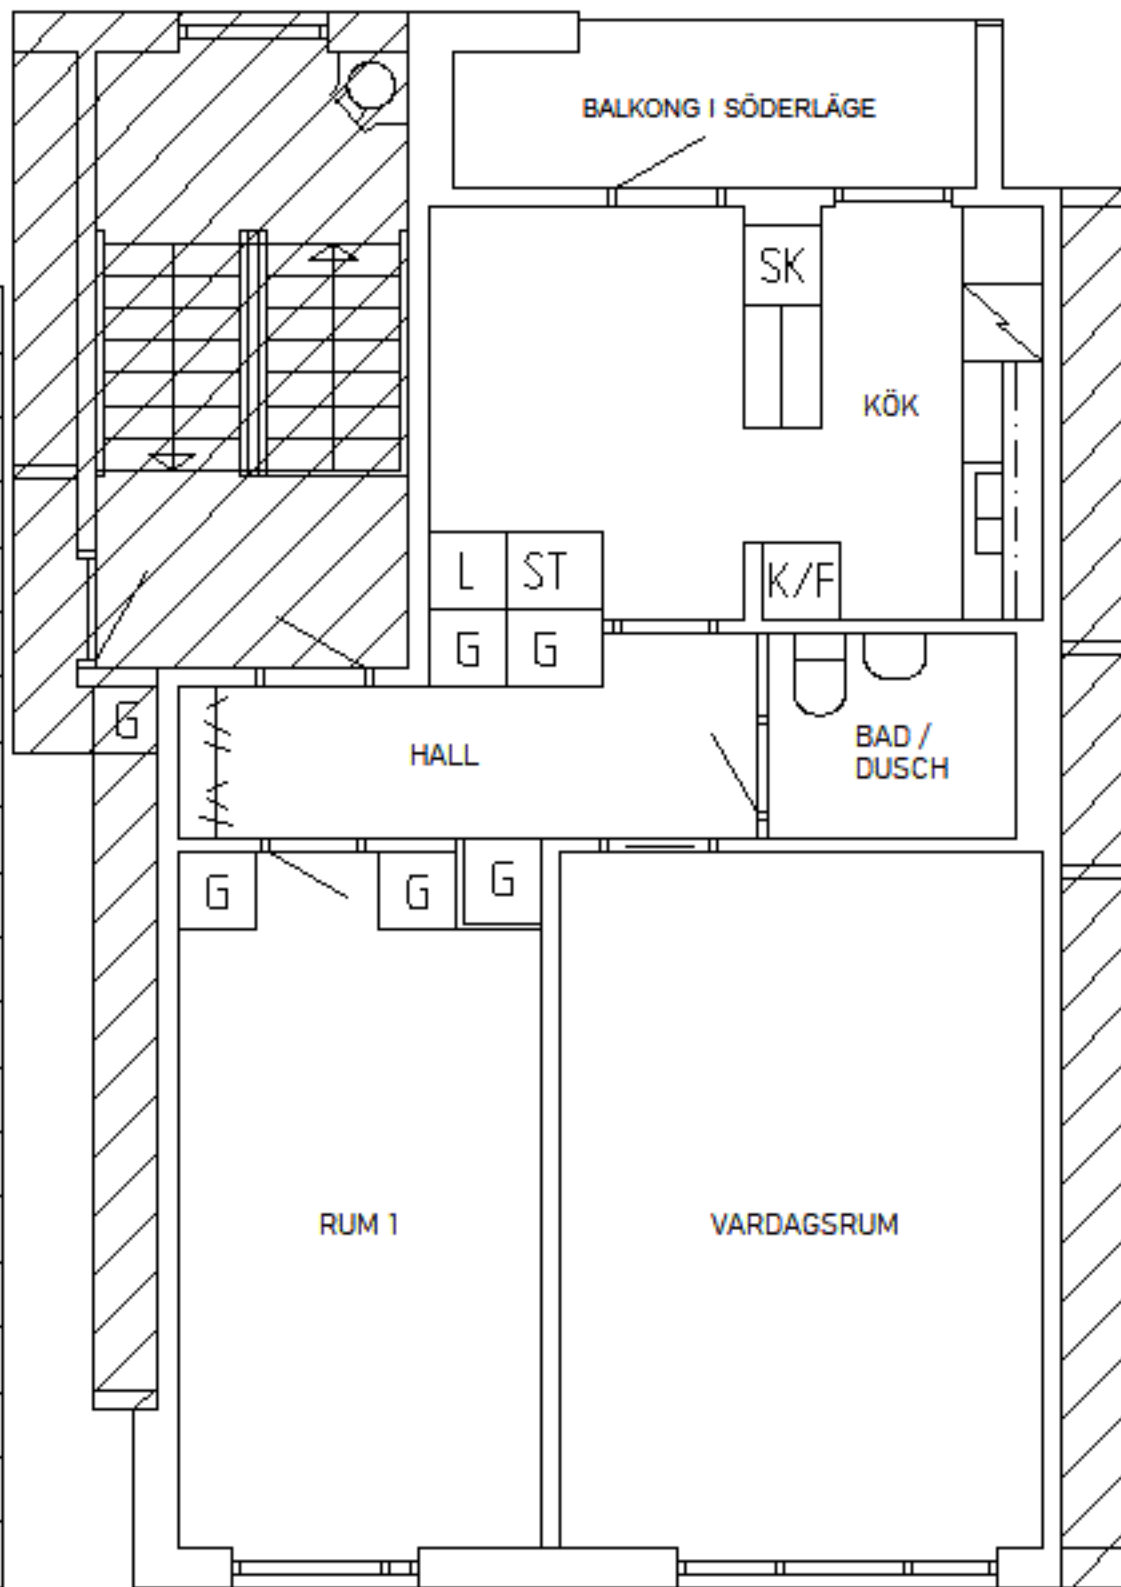 BALKONG I SÖDERLÄGE
SK
KÖK
L
ST
K/F
G
G
G
HALL
BAD /
DUSCH
G
G
G
RUM 1
VARDAGSRUM